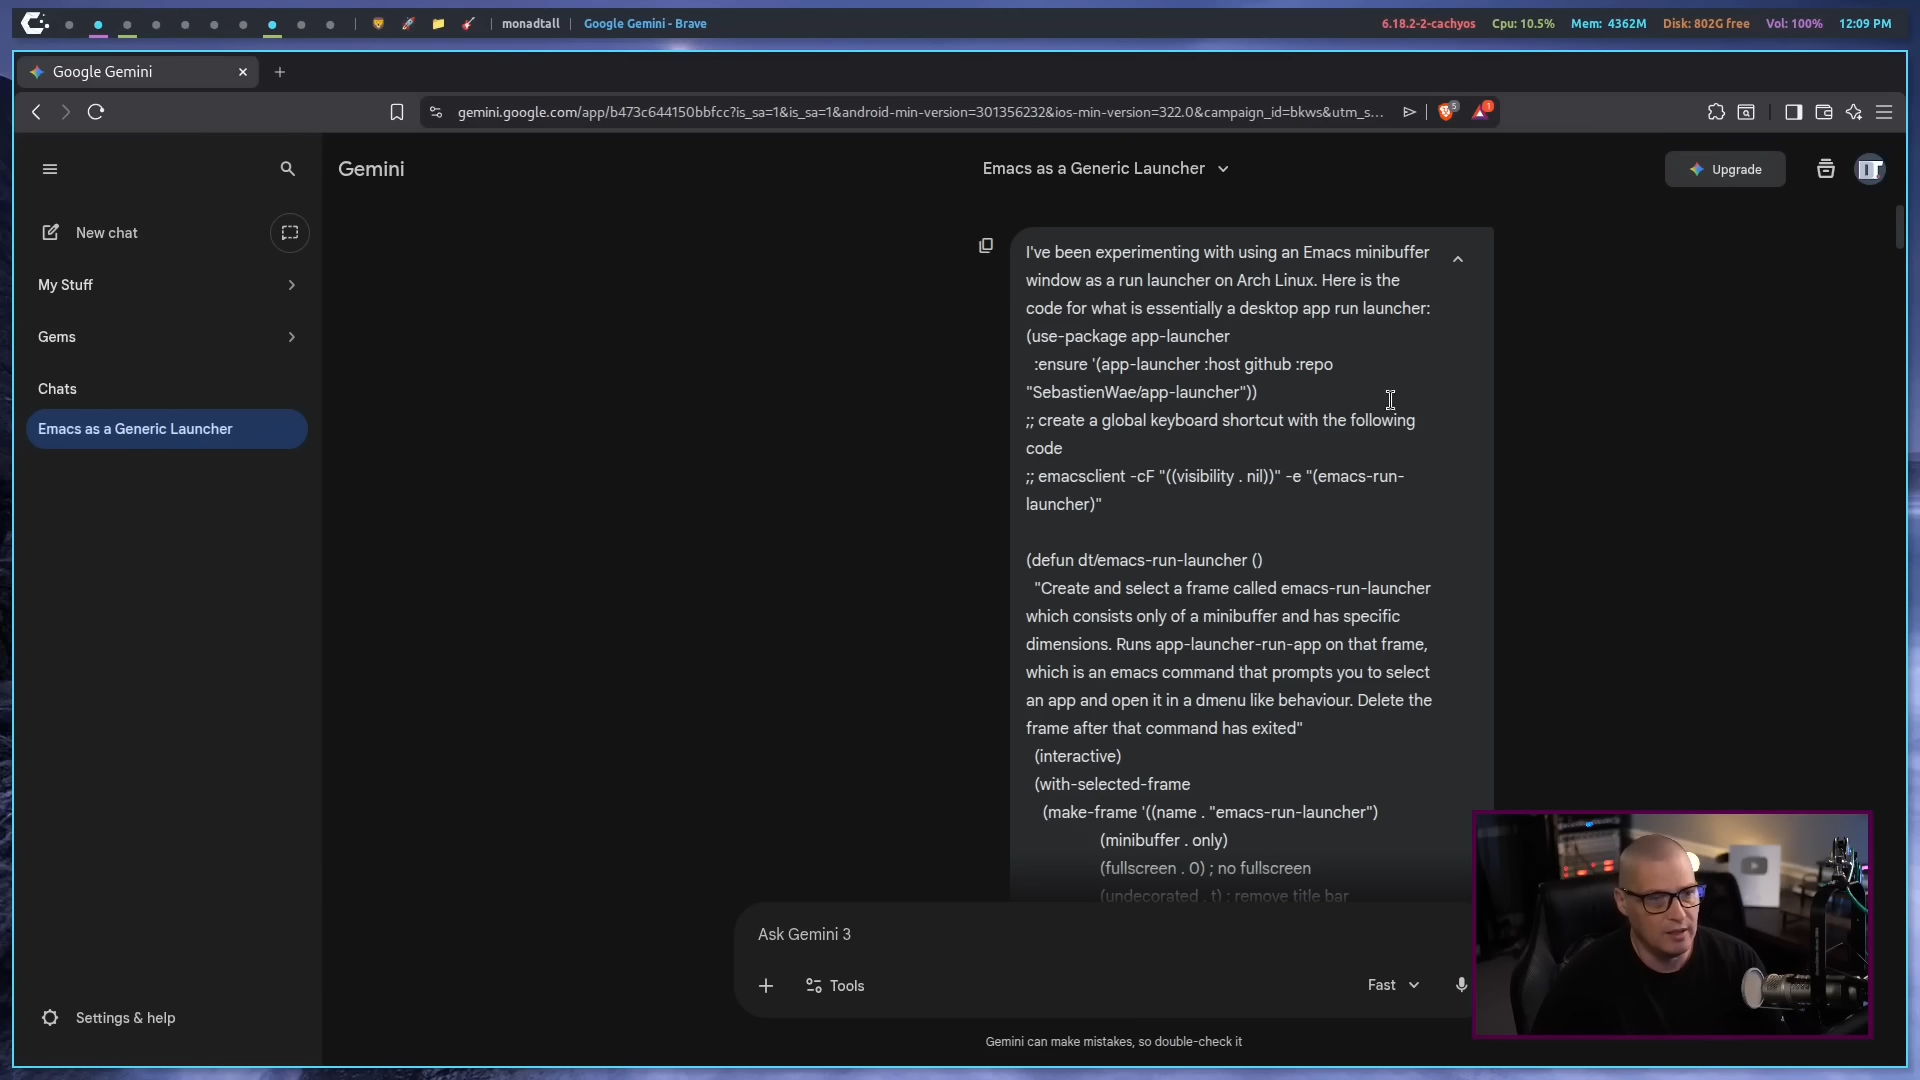 monadtall
Google Gemini - Brave
6.18.2-2-cachyos
Cpu: 10.5%
Mem: 4362M
Disk: 802G free
Vol: 100%
12:09 PM
Google Gemini
gemini.google.com/app/b473c644150bbfcc?is_sa=1&is_sa=1&android-min-version=301356232&ios-min-version=322.0&campaign_id=bkws&utm_s...
5
1
Gemini
Emacs as a Generic Launcher
Upgrade
DT
New chat
My Stuff
Gems
Chats
Emacs as a Generic Launcher
I've been experimenting with using an Emacs minibuffer
window as a run launcher on Arch Linux. Here is the
code for what is essentially a desktop app run launcher:
(use-package app-launcher
:ensure '(app-launcher :host github :repo
"SebastienWae/app-launcher"))
;; create a global keyboard shortcut with the following
code
;; emacsclient -cF "((visibility . nil))" -e "(emacs-run-
launcher)"
(defun dt/emacs-run-launcher ()
"Create and select a frame called emacs-run-launcher
which consists only of a minibuffer and has specific
dimensions. Runs app-launcher-run-app on that frame,
which is an emacs command that prompts you to select
an app and open it in a dmenu like behaviour. Delete the
frame after that command has exited"
(interactive)
(with-selected-frame
(make-frame '((name . "emacs-run-launcher")
(minibuffer . only)
(fullscreen . 0) ; no fullscreen
(undecorated . t) ; remove title bar
Ask Gemini 3
Tools
Fast
Settings & help
Gemini can make mistakes, so double-check it